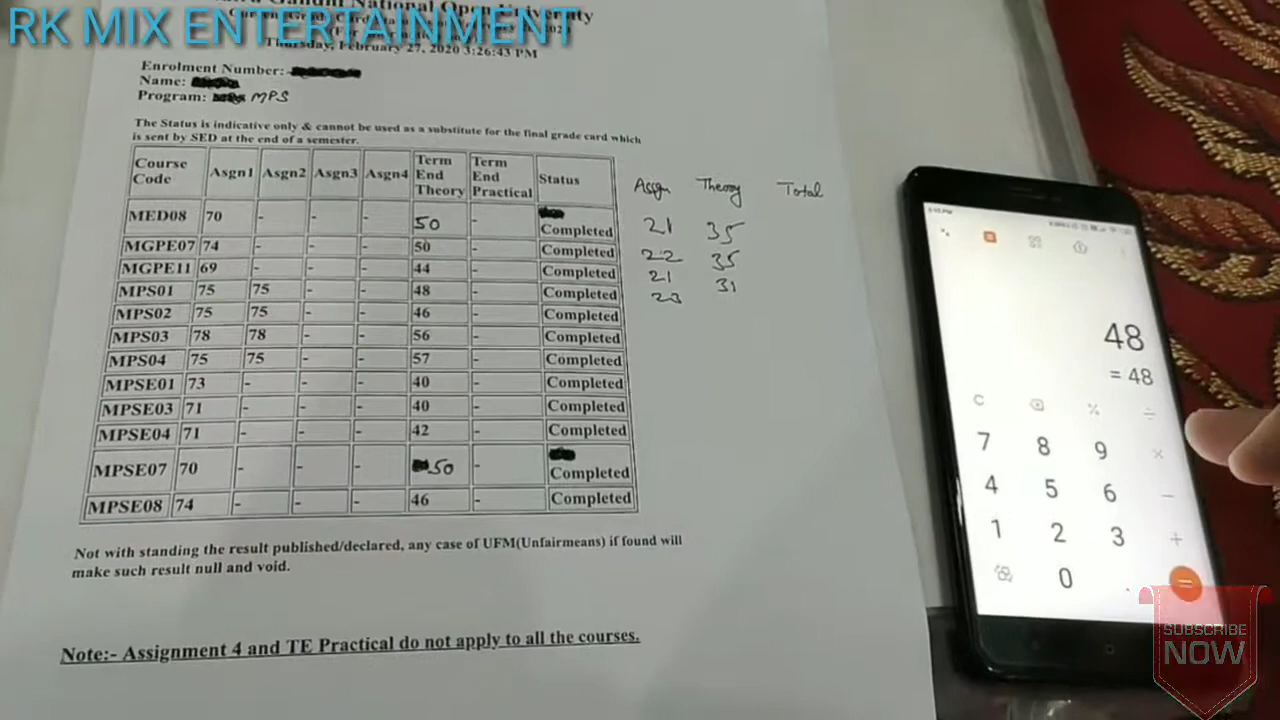 RK MIX ENTERTAINMENT
National Open University
Thursday, February 27, 2020 3:26:43 PM
Enrolment Number:
Name:
Program: MPS
The Status is indicative only & cannot be used as a substitute for the final grade card which
is sent by SED at the end of a semester.
Course Code Asgn1 Asgn2 Asgn3 Asgn4 Term End Theory Term End Practical Status
Assgn Theory Total
MED08 70 - - - 50 - Completed 21 35
MGPE07 74 - - - 50 - Completed 22 35
MGPE11 69 - - - 44 - Completed 21 31
MPS01 75 75 - - 48 - Completed 23
MPS02 75 75 - - 46 - Completed
MPS03 78 78 - - 56 - Completed
MPS04 75 75 - - 57 - Completed
MPSE01 73 - - - 40 - Completed
MPSE03 71 - - - 40 - Completed
MPSE04 71 - - - 42 - Completed
MPSE07 70 - - - 50 - Completed
MPSE08 74 - - - 46 - Completed
Not with standing the result published/declared, any case of UFM(Unfairmeans) if found will
make such result null and void.
Note:- Assignment 4 and TE Practical do not apply to all the courses.
48
= 48
C % ÷
7 8 9 ×
4 5 6 −
1 2 3 +
0 . =
SUBSCRIBE
NOW